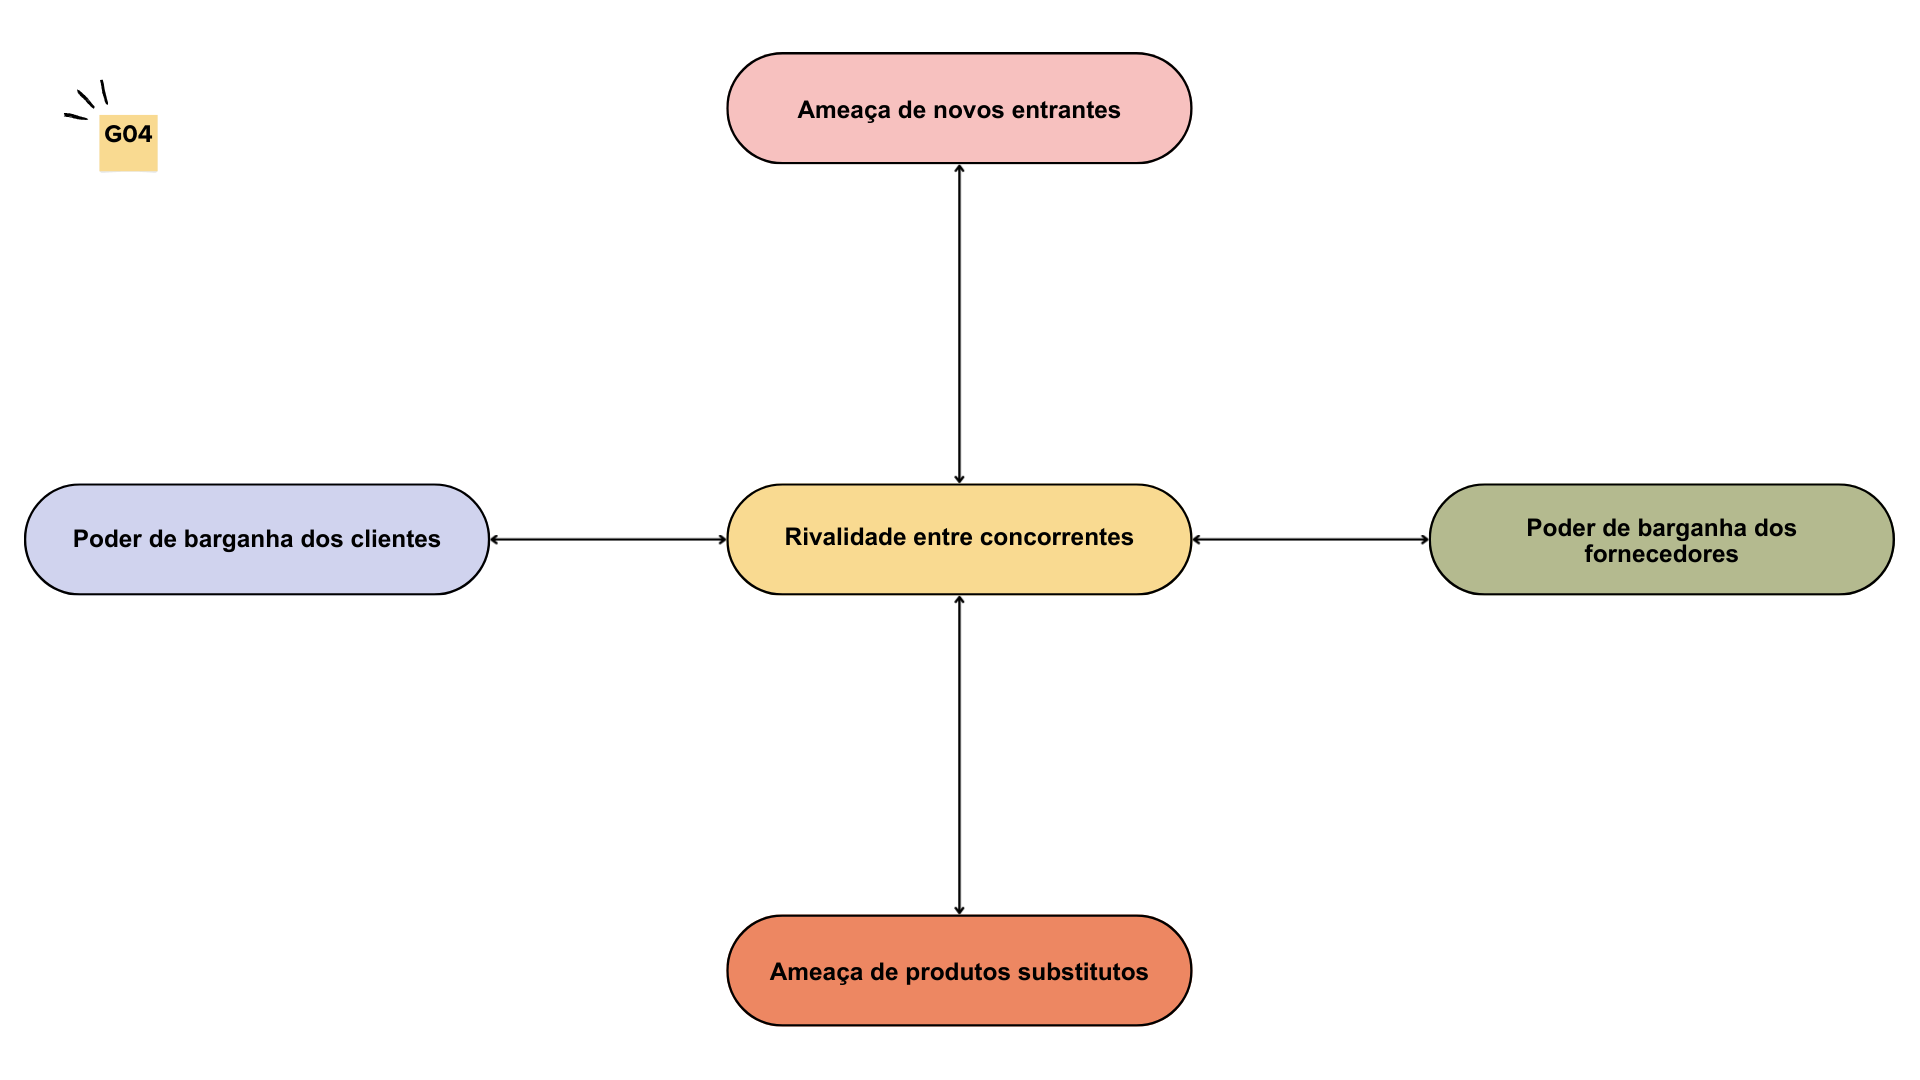 Ameaça de novos entrantes
G04
Poder de barganha dos clientes
Rivalidade entre concorrentes
Poder de barganha dos
fornecedores
Ameaça de produtos substitutos